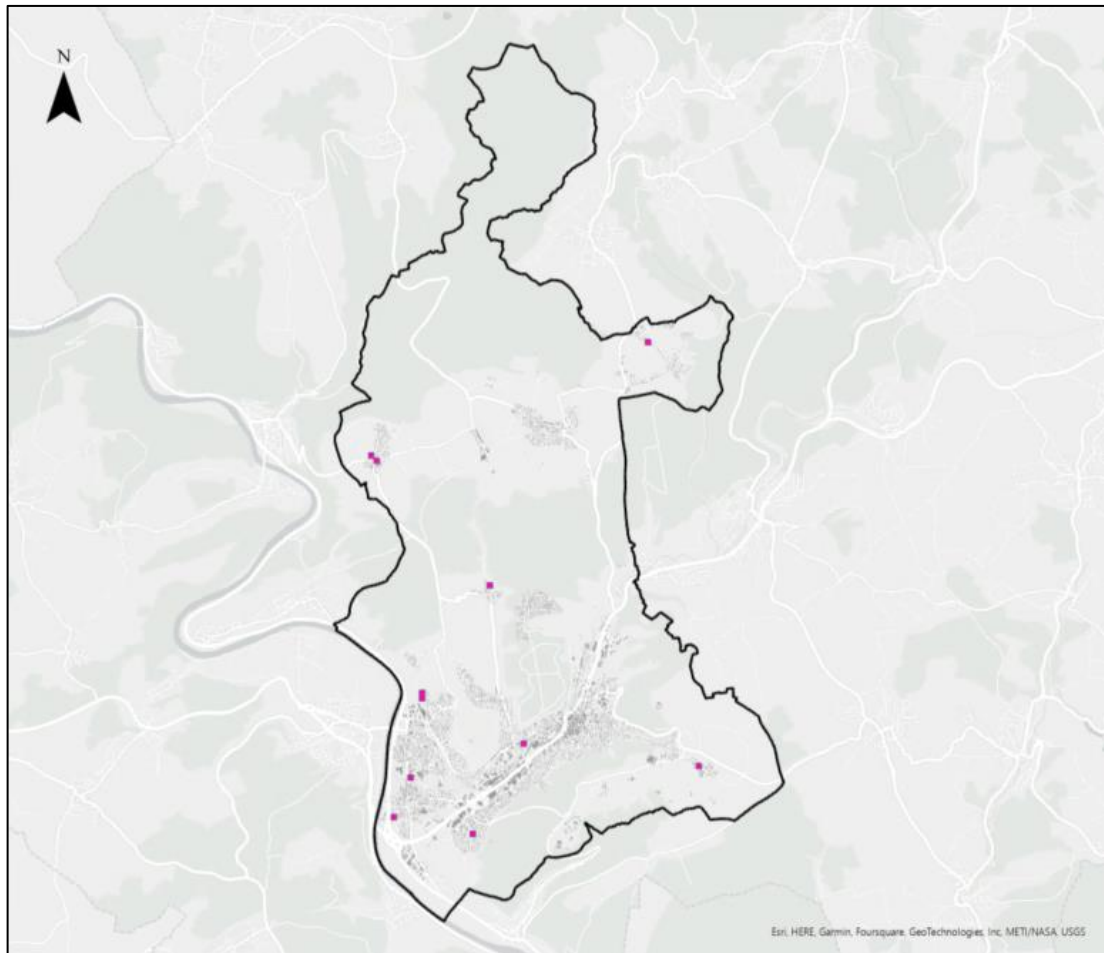 N
Esri, HERE, Garmin, Foursquare, GeoTechnologies, Inc, METI/NASA, USGS